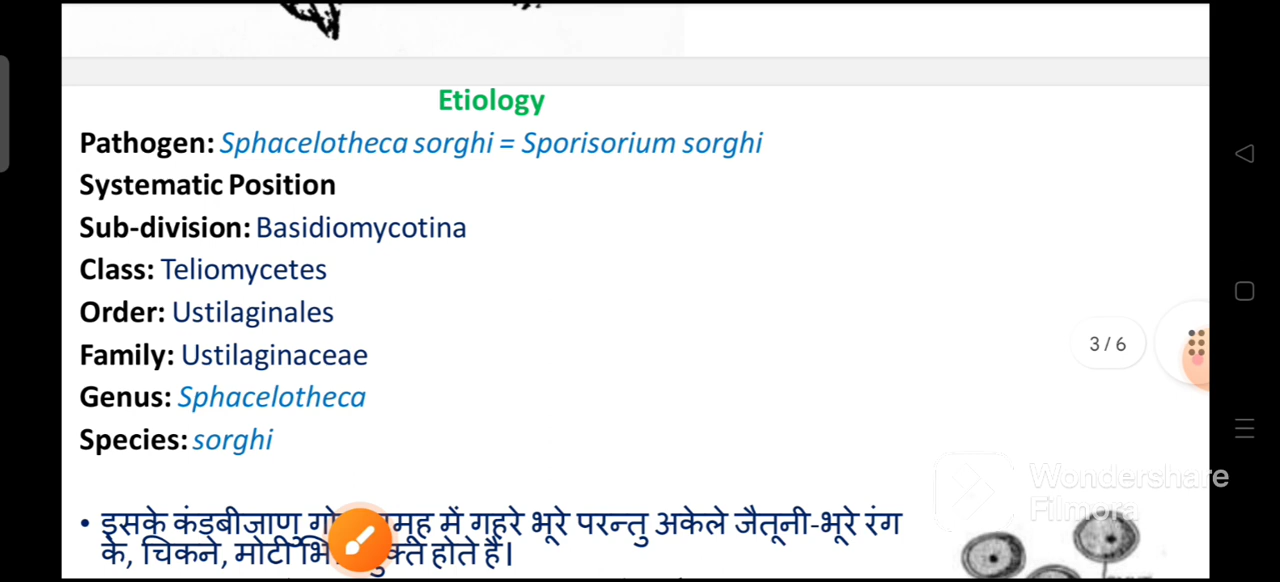 Etiology
Pathogen: Sphacelotheca sorghi = Sporisorium sorghi
Systematic Position
Sub-division: Basidiomycotina
Class: Teliomycetes
Order: Ustilaginales
Family: Ustilaginaceae
Genus: Sphacelotheca
Species: sorghi
3 / 6
Wondershare
Filmora
• इसके कंडबीजाणु में गहरे भूरे परन्तु अकेले जैतूनी-भूरे रंग
के, चिकने, मोटी होते हैं।